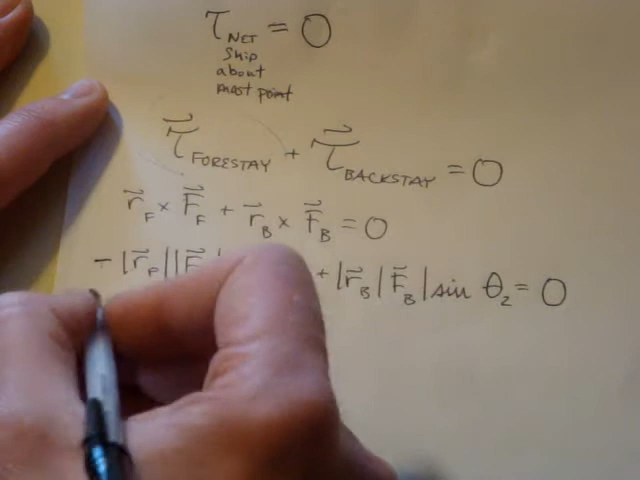 τ_NET = 0
Ship
about
mast point
τ⃗_FORESTAY + τ⃗_BACKSTAY = 0
r⃗_F × F⃗_F + r⃗_B × F⃗_B = 0
-|r⃗_F||F⃗ + |r⃗_B||F⃗_B| sin θ₂ = 0